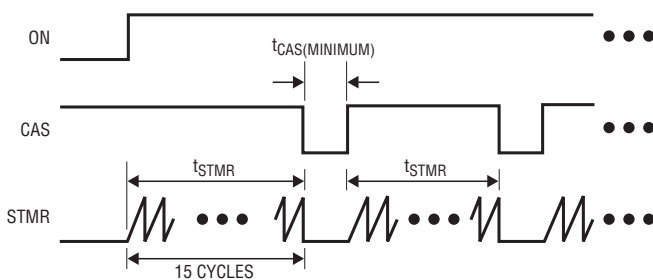 ON
tCAS(MINIMUM)
CAS
tSTMR
tSTMR
STMR
15 CYCLES